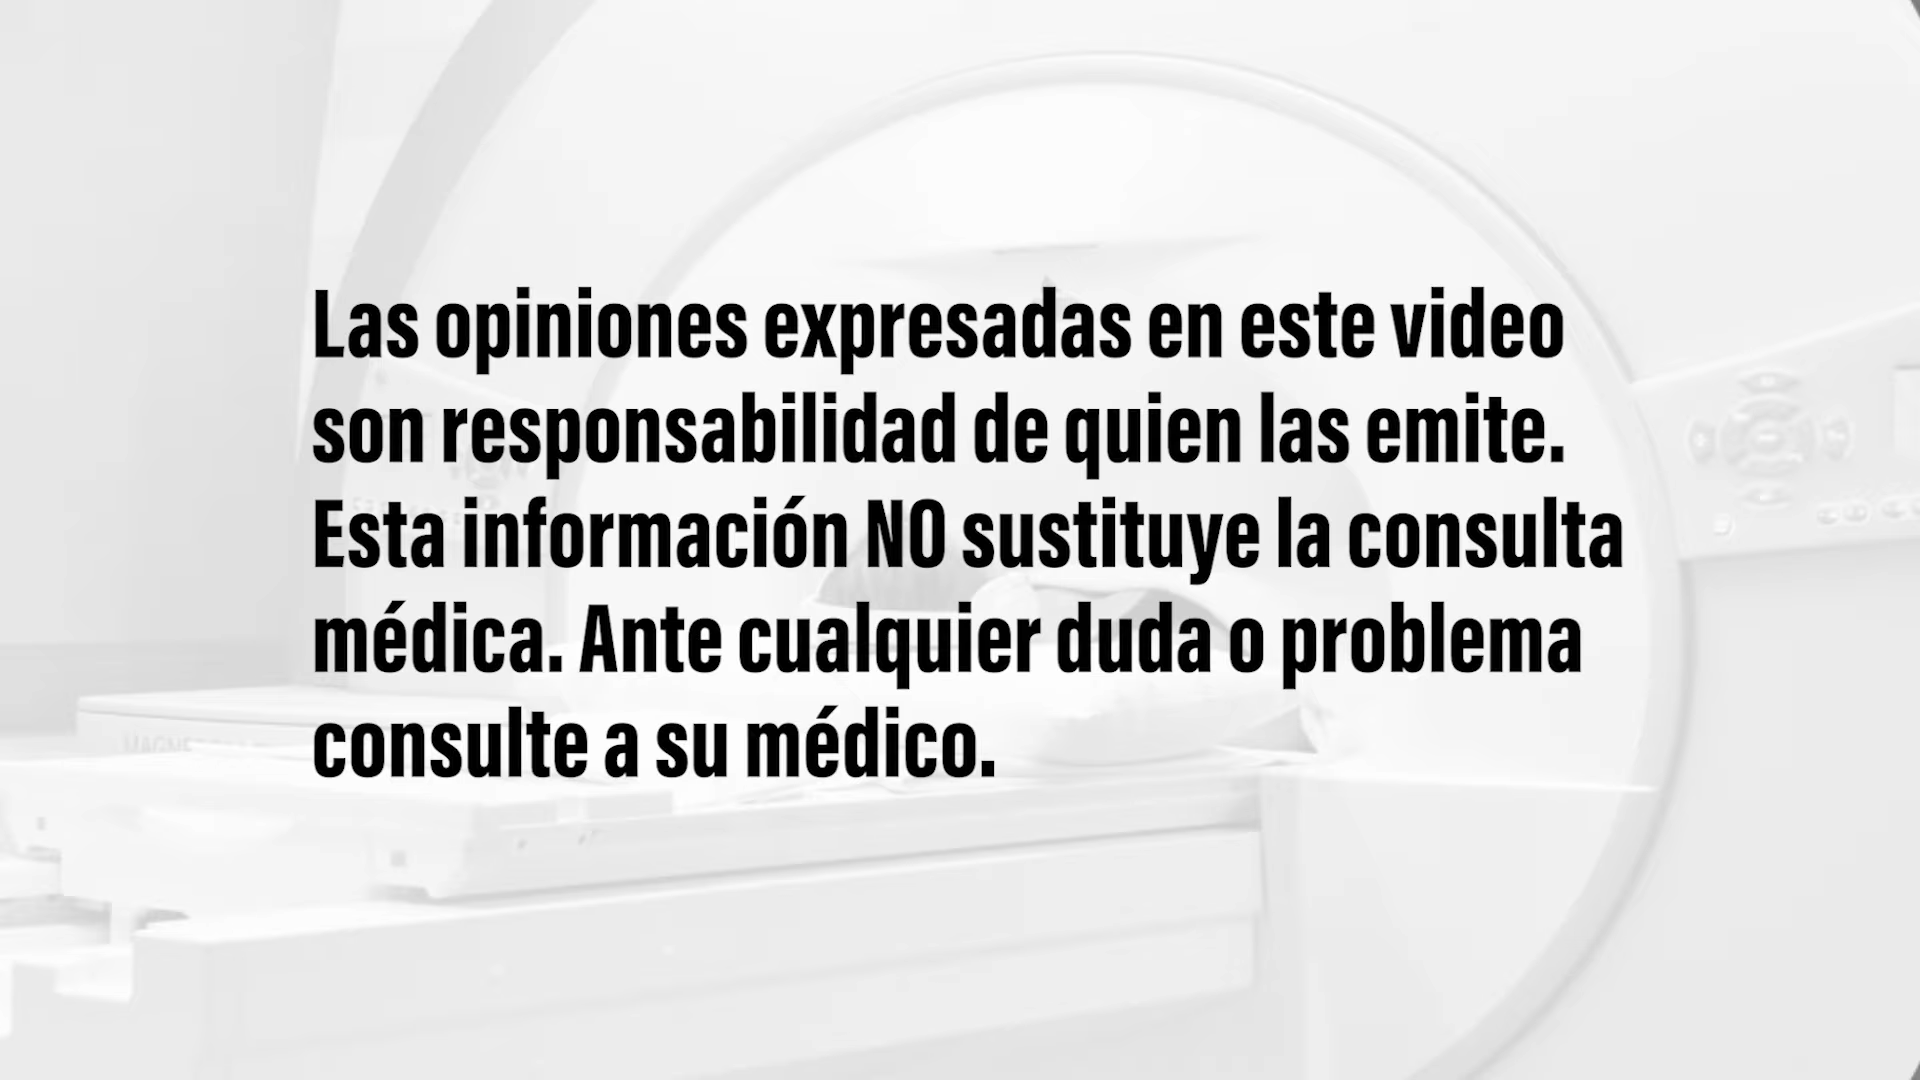 Las opiniones expresadas en este video
son responsabilidad de quien las emite.
Esta información NO sustituye la consulta
médica. Ante cualquier duda o problema
consulte a su médico.